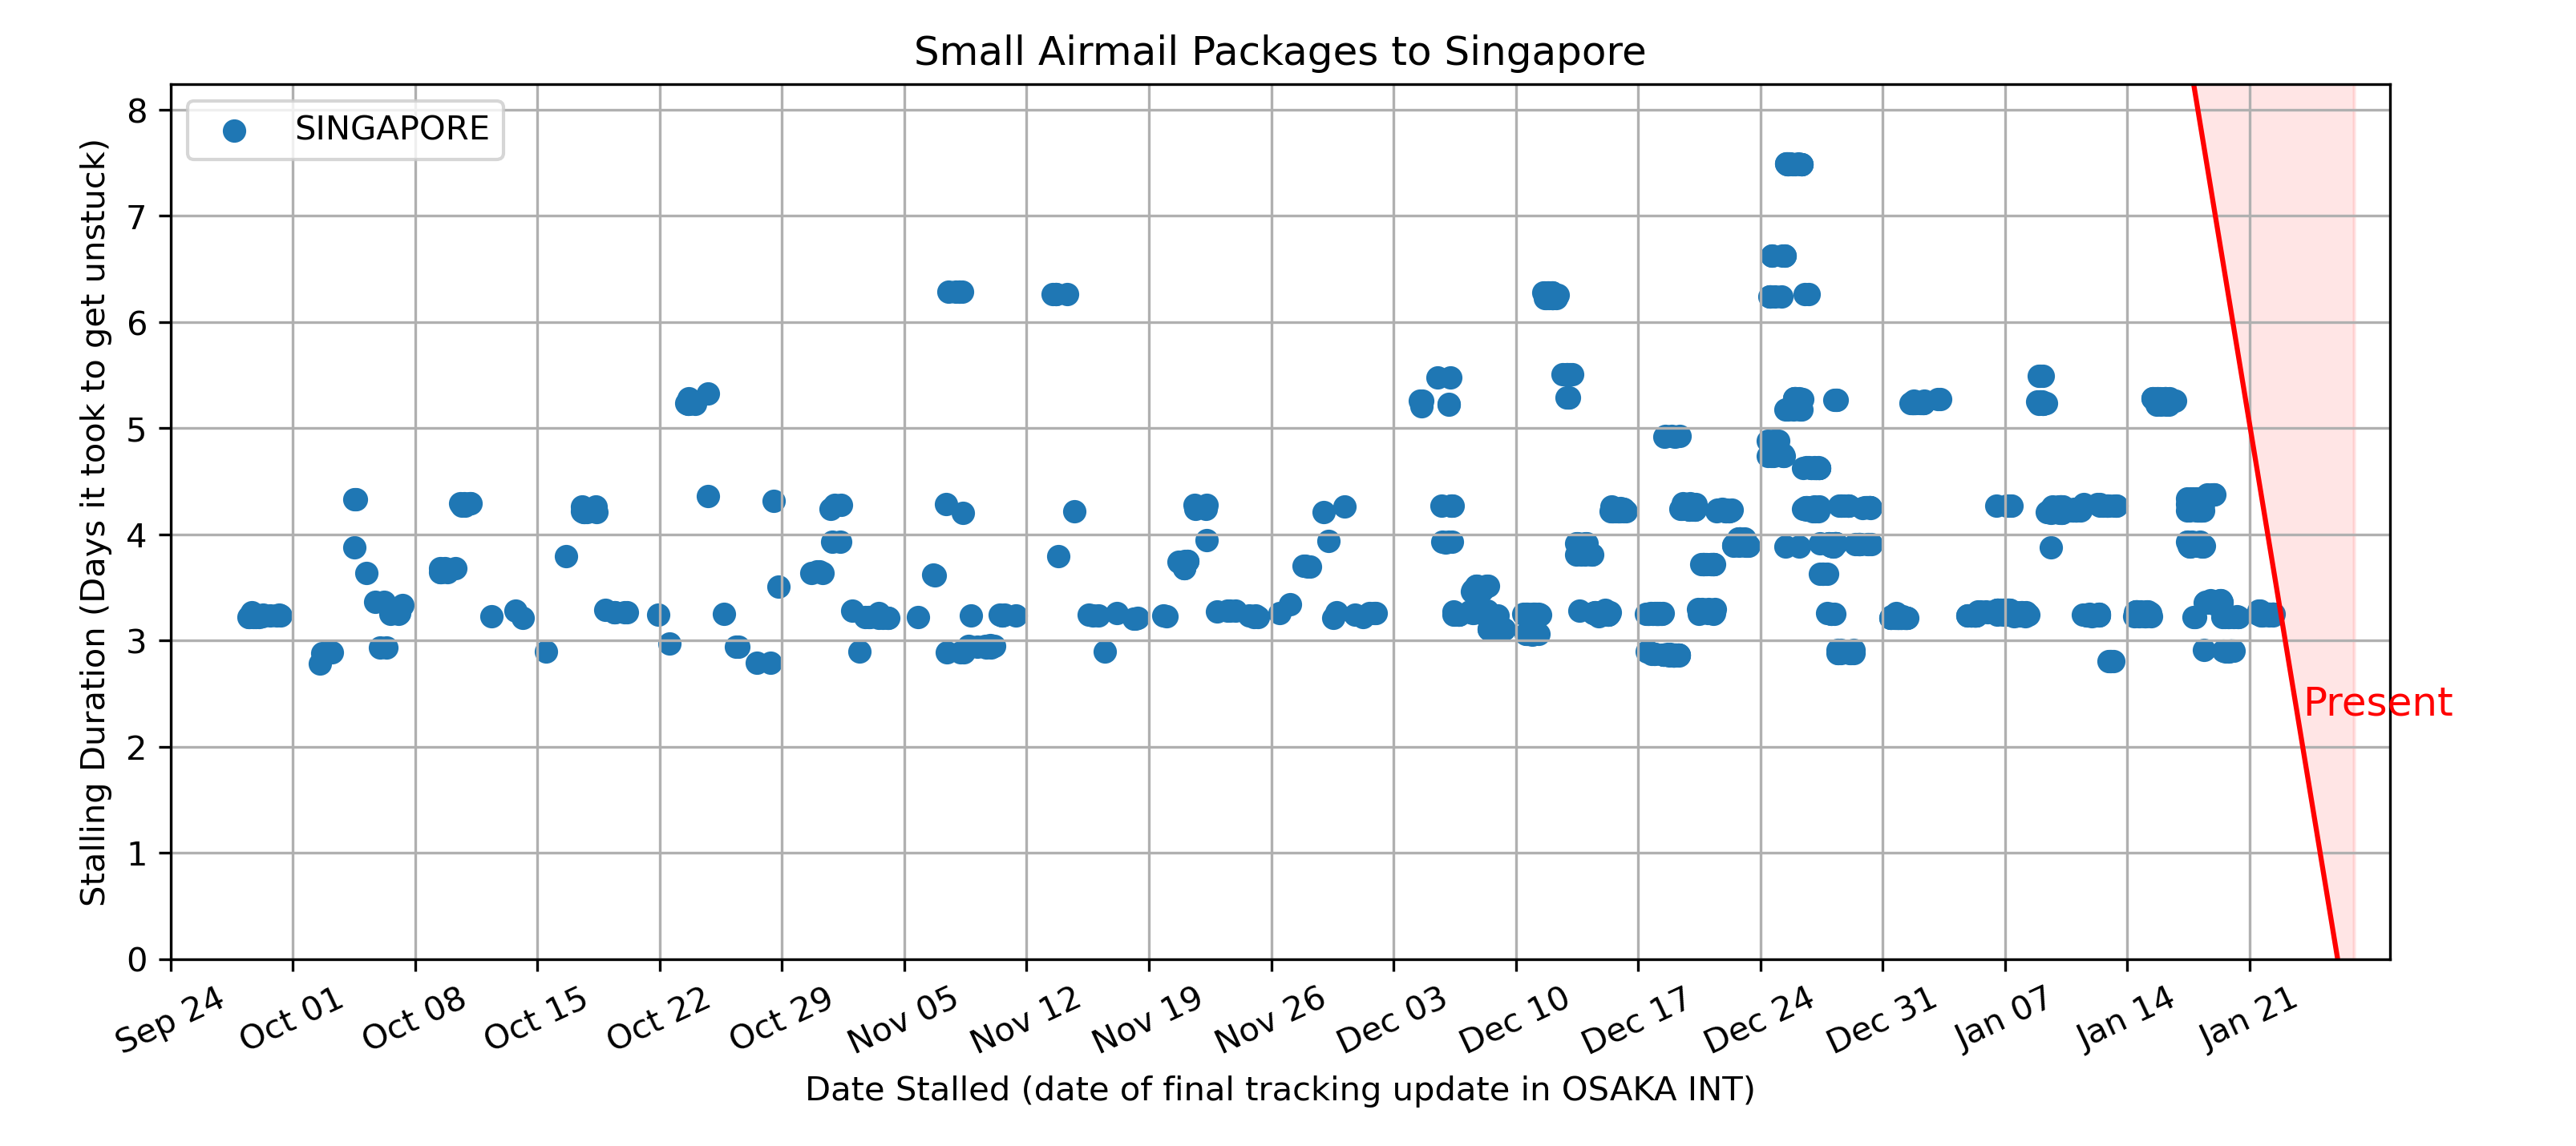 Small Airmail Packages to Singapore
SINGAPORE
Stalling Duration (Days it took to get unstuck)
8
7
6
5
4
3
2
1
0
Present
Sep 24
Oct 01
Oct 08
Oct 15
Oct 22
Oct 29
Nov 05
Nov 12
Nov 19
Nov 26
Dec 03
Dec 10
Dec 17
Dec 24
Dec 31
Jan 07
Jan 14
Jan 21
Date Stalled (date of final tracking update in OSAKA INT)